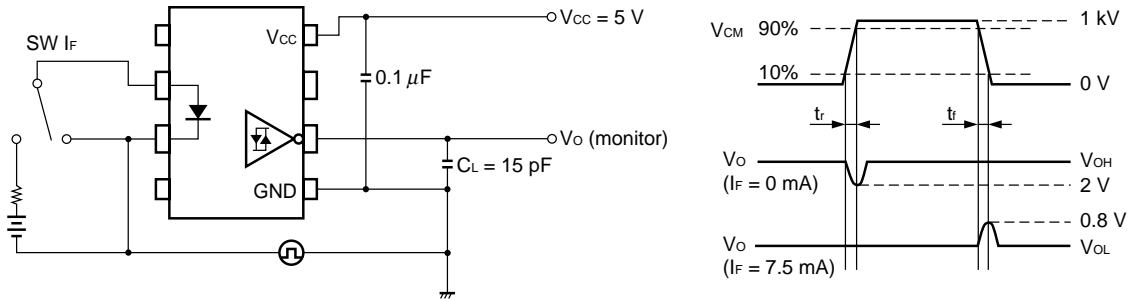 SW IF
VCC
VCC = 5 V
0.1 μF
VO (monitor)
CL = 15 pF
GND
VCM 90%
10%
1 kV
0 V
tr
tf
VO
(IF = 0 mA)
VOH
2 V
0.8 V
VO
(IF = 7.5 mA)
VOL